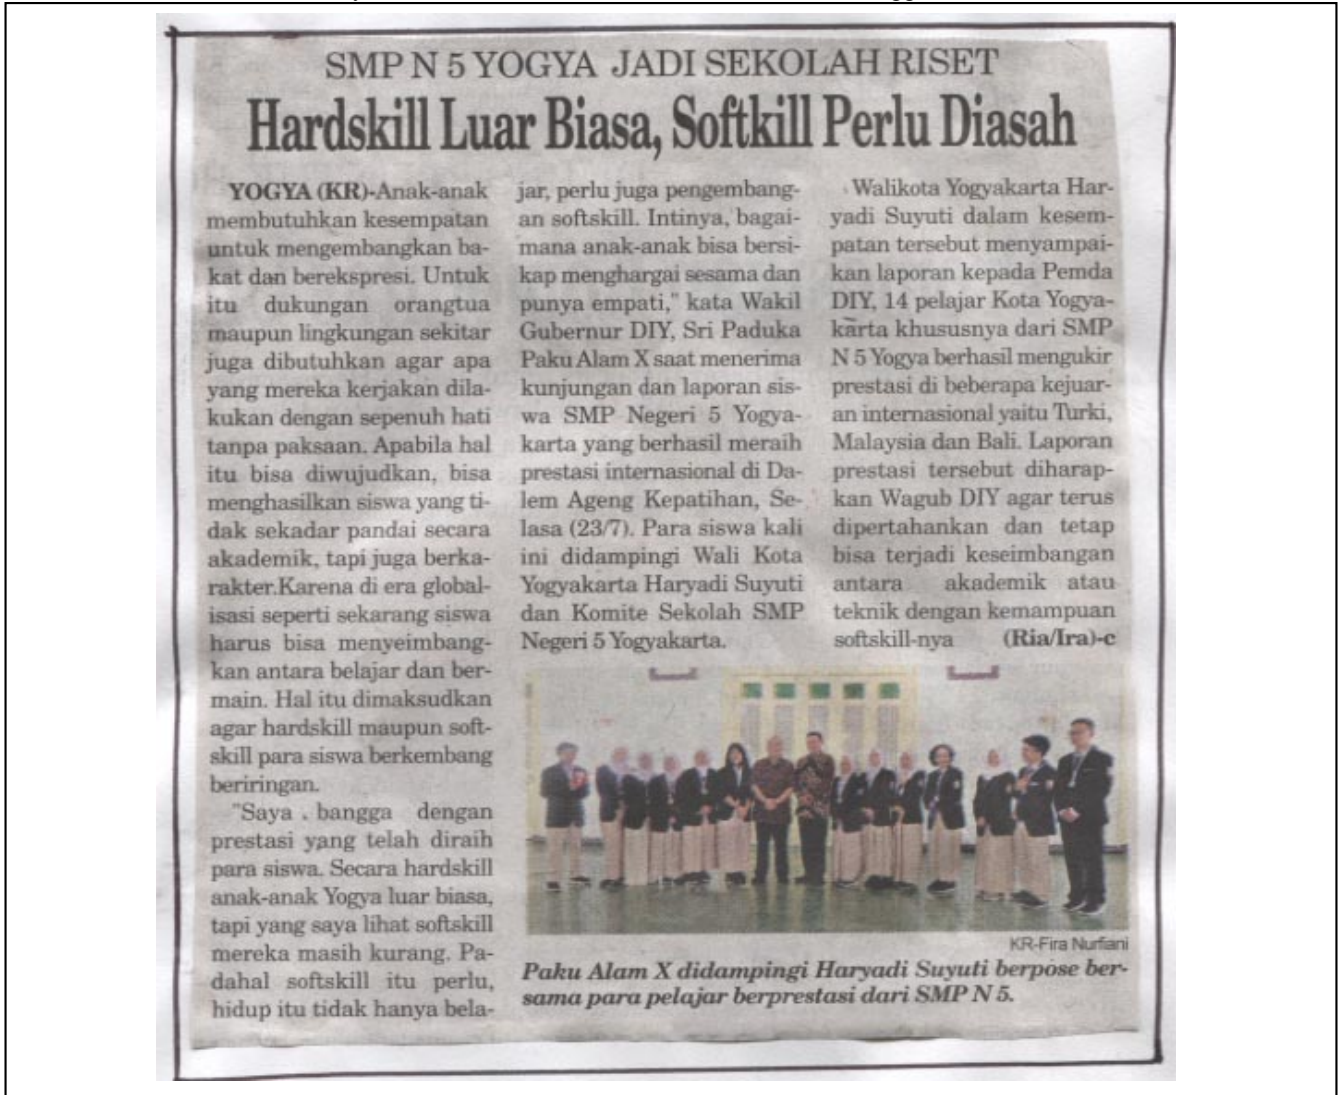 SMP N 5 YOGYA JADI SEKOLAH RISET
Hardskill Luar Biasa, Softkill Perlu Diasah
YOGYA (KR)-Anak-anak
membutuhkan kesempatan
untuk mengembangkan ba-
kat dan berekspresi. Untuk
itu dukungan orangtua
maupun lingkungan sekitar
juga dibutuhkan agar apa
yang mereka kerjakan dila-
kukan dengan sepenuh hati
tanpa paksaan. Apabila hal
itu bisa diwujudkan, bisa
menghasilkan siswa yang ti-
dak sekadar pandai secara
akademik, tapi juga berka-
rakter.Karena di era global-
isasi seperti sekarang siswa
harus bisa menyeimbang-
kan antara belajar dan ber-
main. Hal itu dimaksudkan
agar hardskill maupun soft-
skill para siswa berkembang
beriringan.
"Saya bangga dengan
prestasi yang telah diraih
para siswa. Secara hardskill
anak-anak Yogya luar biasa,
tapi yang saya lihat softskill
mereka masih kurang. Pa-
dahal softskill itu perlu,
hidup itu tidak hanya bela-
jar, perlu juga pengembang-
an softskill. Intinya, bagai-
mana anak-anak bisa bersi-
kap menghargai sesama dan
punya empati," kata Wakil
Gubernur DIY, Sri Paduka
Paku Alam X saat menerima
kunjungan dan laporan sis-
wa SMP Negeri 5 Yogya-
karta yang berhasil meraih
prestasi internasional di Da-
lem Ageng Kepatihan, Se-
lasa (23/7). Para siswa kali
ini didampingi Wali Kota
Yogyakarta Haryadi Suyuti
dan Komite Sekolah SMP
Negeri 5 Yogyakarta.
Walikota Yogyakarta Har-
yadi Suyuti dalam kesem-
patan tersebut menyampai-
kan laporan kepada Pemda
DIY, 14 pelajar Kota Yogya-
karta khususnya dari SMP
N 5 Yogya berhasil mengukir
prestasi di beberapa kejuar-
an internasional yaitu Turki,
Malaysia dan Bali. Laporan
prestasi tersebut diharap-
kan Wagub DIY agar terus
dipertahankan dan tetap
bisa terjadi keseimbangan
antara akademik atau
teknik dengan kemampuan
softskill-nya (Ria/Ira)-c
KR-Fira Nurfiani
Paku Alam X didampingi Haryadi Suyuti berpose ber-
sama para pelajar berprestasi dari SMP N 5.